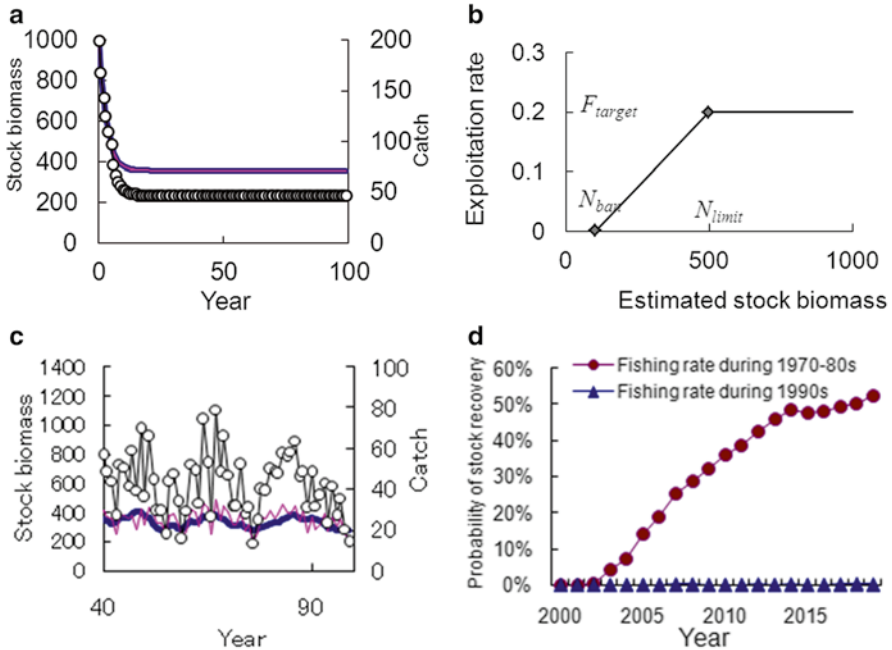 a
1000
800
600
400
200
0
Stock biomass
200
150
100
50
0
Catch
0 50 100
Year
b
0.3
0.2
0.1
0
Exploitation rate
F target
N ban
N limit
0 500 1000
Estimated stock biomass
c
1400
1200
1000
800
600
400
200
0
Stock biomass
100
80
60
40
20
0
Catch
40 90
Year
d
60%
50%
40%
30%
20%
10%
0%
Probability of stock recovery
Fishing rate during 1970-80s
Fishing rate during 1990s
2000 2005 2010 2015
Year